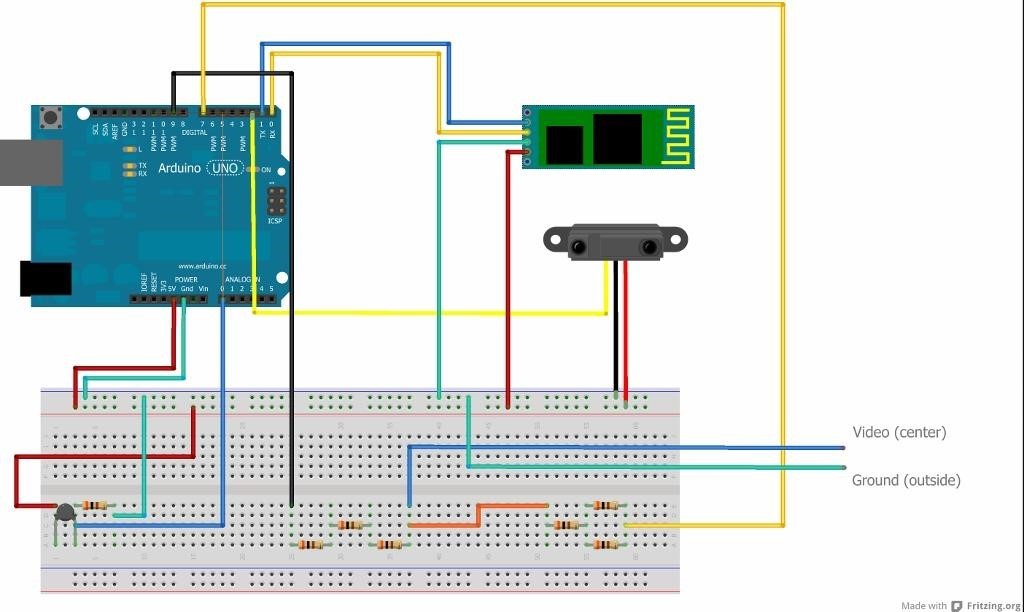 SCL
SDA
AREF
GND
13
12
PWM 11
PWM 10
PWM 9
8
DIGITAL
7
PWM 6
PWM 5
4
PWM 3
TX 1
RX 0
L
TX
RX
Arduino UNO
ON
1
ICSP
www.arduino.cc
POWER
ANALOG IN
IOREF
RESET
3V3
5V
Gnd
Vin
0 1 2 3 4 5
Video (center)
Ground (outside)
Made with Fritzing.org